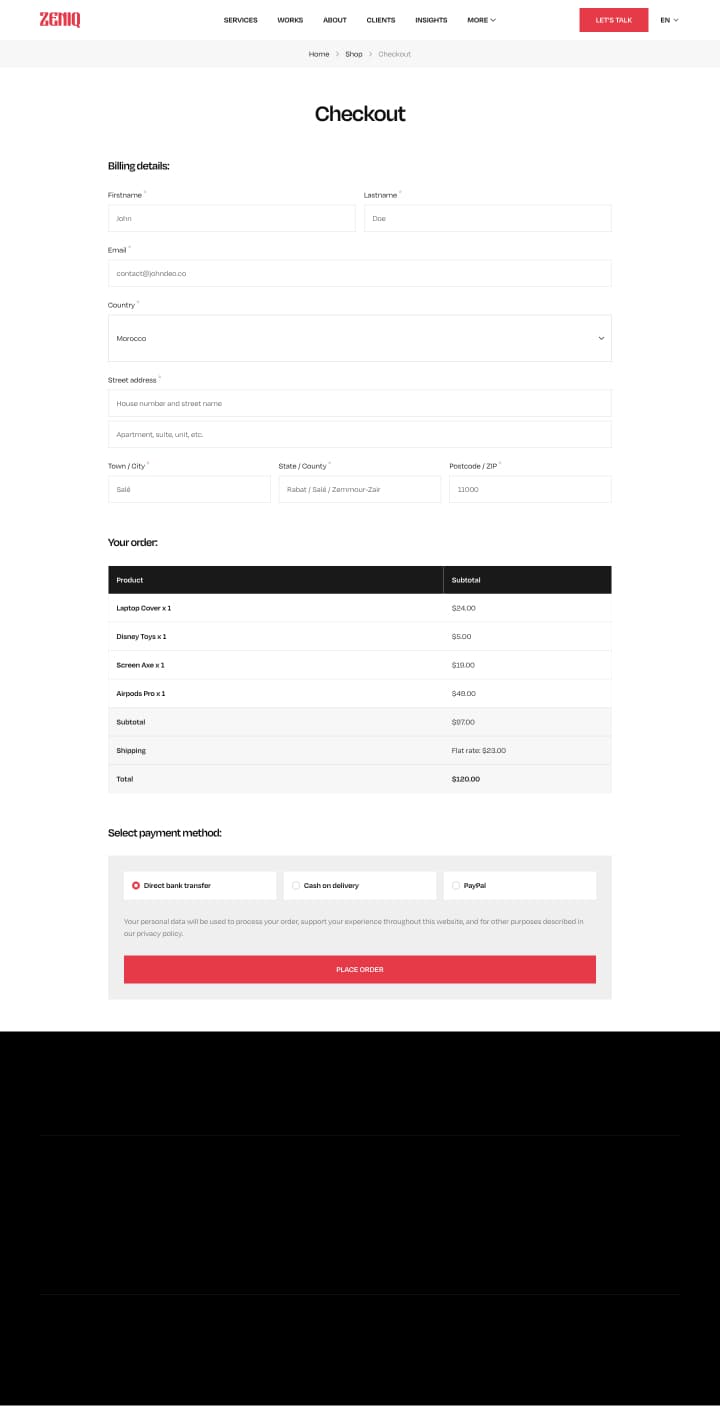 ZEMIQ
SERVICES WORKS ABOUT CLIENTS INSIGHTS MORE LET'S TALK EN
Home Shop Checkout
Checkout
Billing details:
Firstname * Lastname *
John Doe
Email *
contact@johndeo.co
Country *
Morocco
Street address *
House number and street name
Apartment, suite, unit, etc.
Town / City * State / County * Postcode / ZIP *
Salé Rabat / Salé / Zemmour-Zair 11000
Your order:
Product Subtotal
Laptop Cover x 1 $24.00
Disney Toys x 1 $5.00
Screen Axe x 1 $19.00
Airpods Pro x 1 $49.00
Subtotal $97.00
Shipping Flat rate: $23.00
Total $120.00
Select payment method:
Direct bank transfer Cash on delivery PayPal
Your personal data will be used to process your order, support your experience throughout this website, and for other purposes described in
our privacy policy.
PLACE ORDER